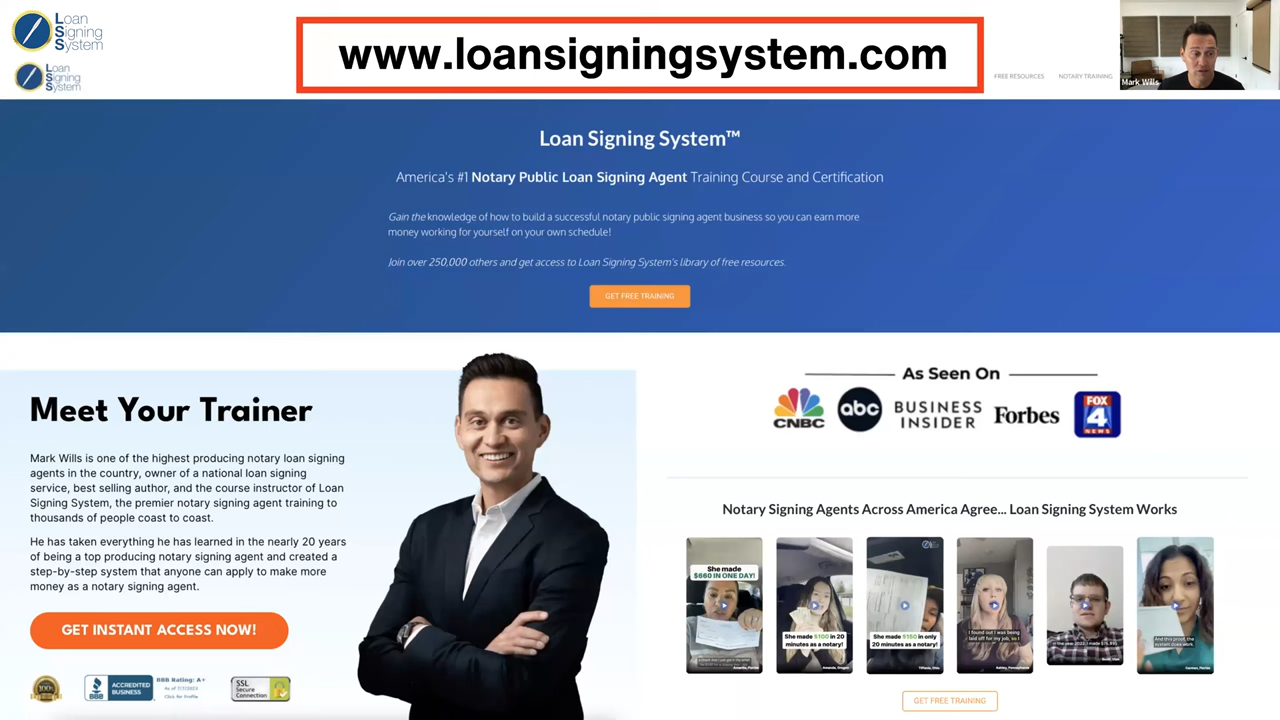 Loan
Signing
System
Loan
Signing
System
www.loansigningsystem.com
FREE RESOURCES
NOTARY TRAINING
Mark Wills
Loan Signing System™
America's #1 Notary Public Loan Signing Agent Training Course and Certification
Gain the knowledge of how to build a successful notary public signing agent business so you can earn more
money working for yourself on your own schedule!
Join over 250,000 others and get access to Loan Signing System's library of free resources.
GET FREE TRAINING
Meet Your Trainer
Mark Wills is one of the highest producing notary loan signing
agents in the country, owner of a national loan signing
service, best selling author, and the course instructor of Loan
Signing System, the premier notary signing agent training to
thousands of people coast to coast.
He has taken everything he has learned in the nearly 20 years
of being a top producing notary signing agent and created a
step-by-step system that anyone can apply to make more
money as a notary signing agent.
GET INSTANT ACCESS NOW!
100%
BBB
ACCREDITED
BUSINESS
BBB Rating: A+
As of 7/7/2023
Click for Profile
SSL
Secure
Connection
As Seen On
CNBC
abc
BUSINESS
INSIDER
Forbes
FOX
4
NEWS
Notary Signing Agents Across America Agree... Loan Signing System Works
She made
$660 IN ONE DAY!
She made $100 in 20
minutes as a notary!
She made $150 in only
20 minutes as a notary!
I found out I was being
laid off for my job, so I
And this proof, the
system does work.
GET FREE TRAINING